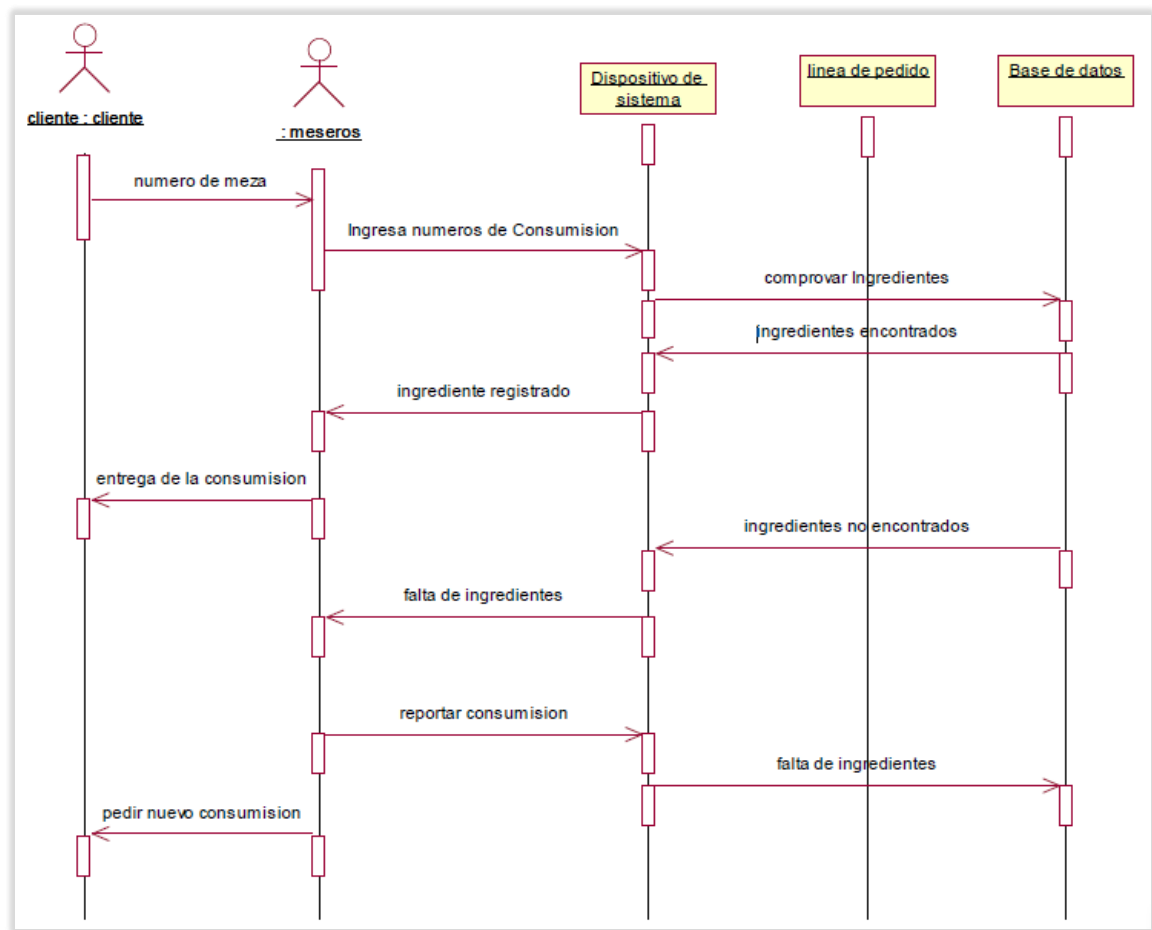 cliente : cliente
: meseros
Dispositivo de
sistema
linea de pedido
Base de datos
numero de meza
Ingresa numeros de Consumision
comprovar Ingredientes
ingredientes encontrados
ingrediente registrado
entrega de la consumision
ingredientes no encontrados
falta de ingredientes
reportar consumision
falta de ingredientes
pedir nuevo consumision